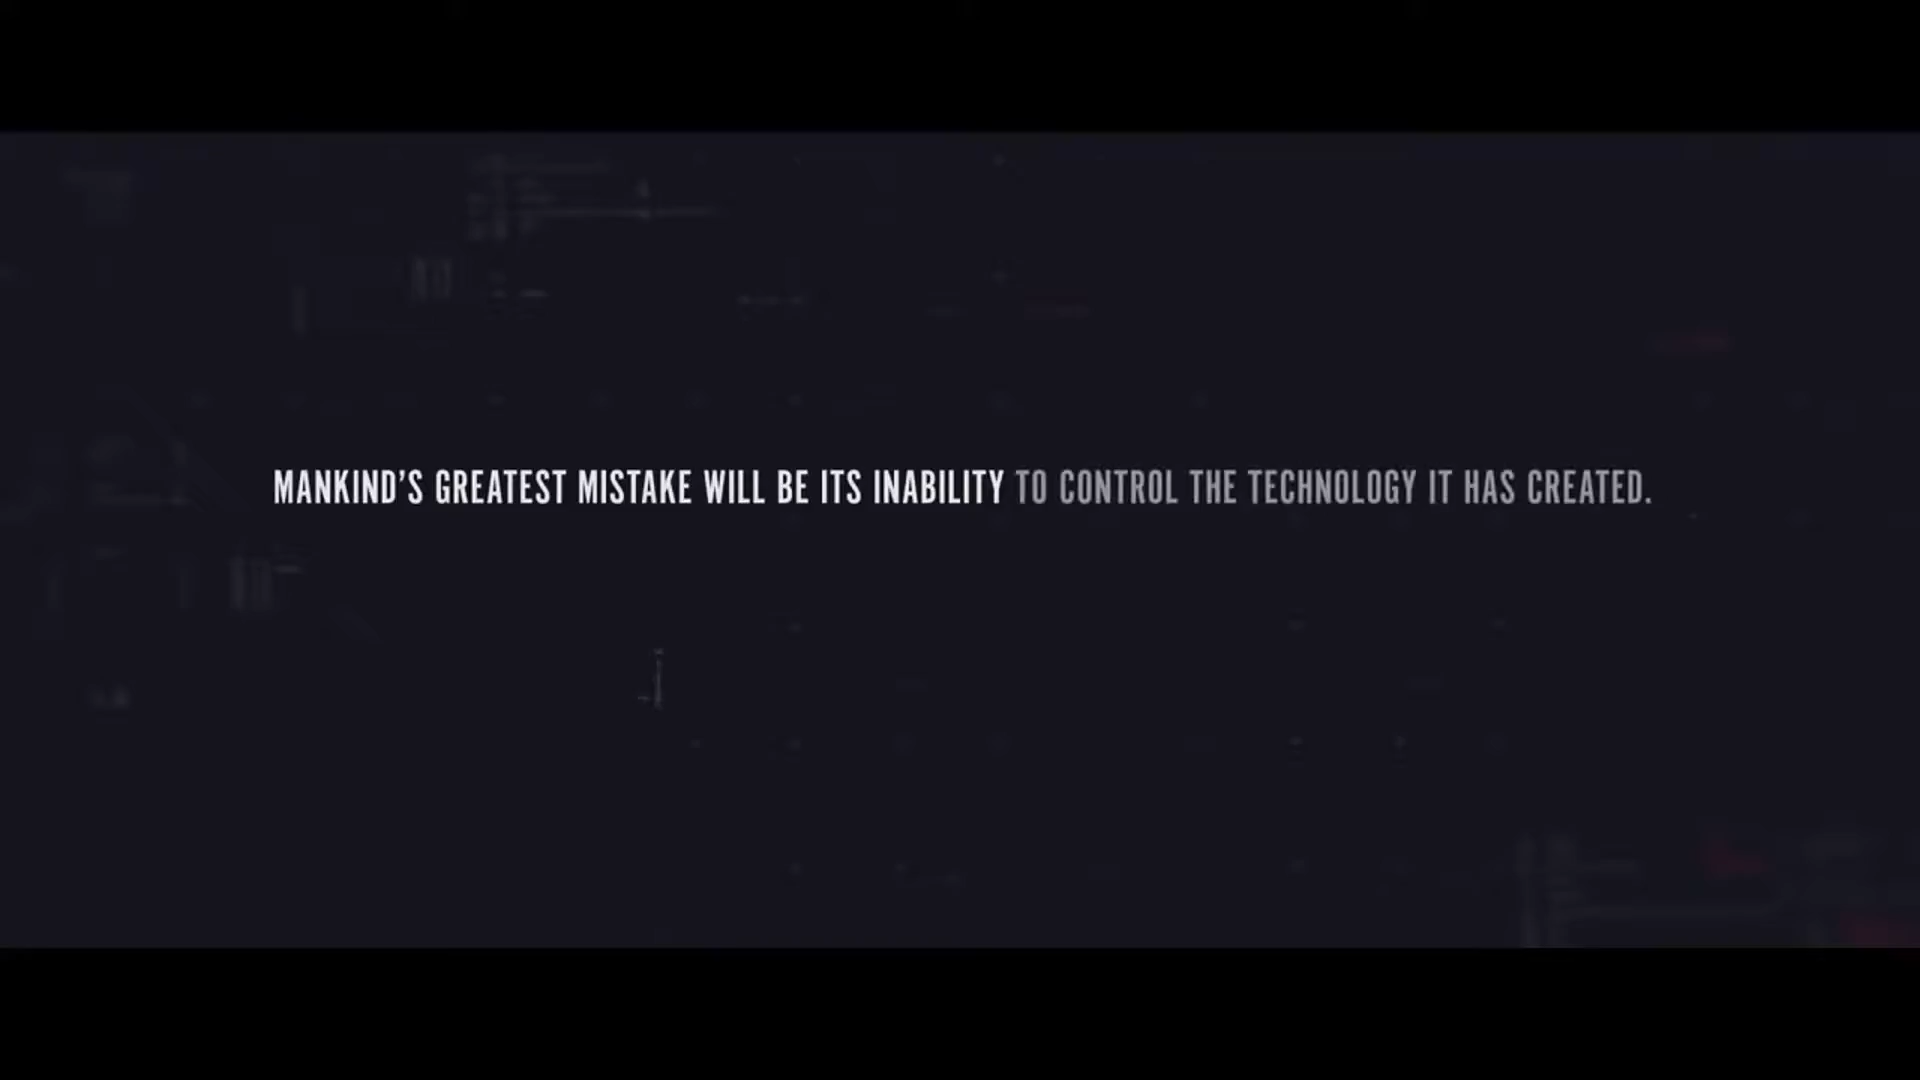 MANKIND’S GREATEST MISTAKE WILL BE ITS INABILITY TO CONTROL THE TECHNOLOGY IT HAS CREATED.